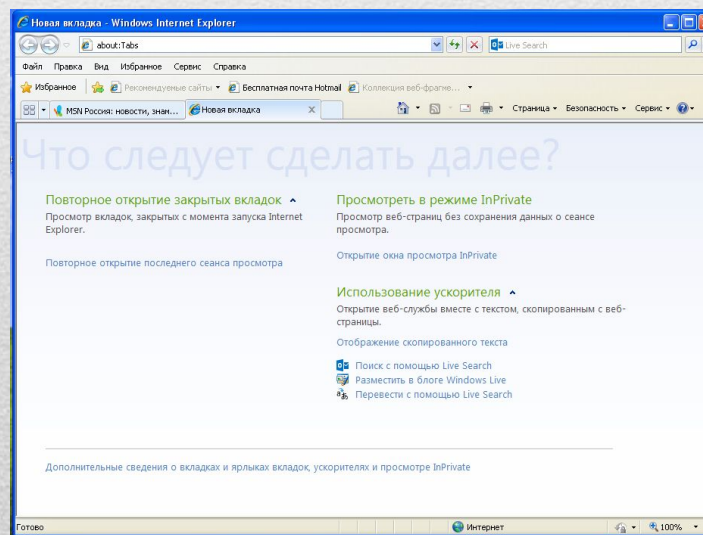 Новая вкладка - Windows Internet Explorer
about:Tabs
Live Search
Файл Правка Вид Избранное Сервис Справка
Избранное Рекомендуемые сайты Бесплатная почта Hotmail Коллекция веб-фрагме...
MSN Россия: новости, знам... Новая вкладка X Страница Безопасность Сервис
Что следует сделать далее?
Повторное открытие закрытых вкладок
Просмотр вкладок, закрытых с момента запуска Internet
Explorer.
Повторное открытие последнего сеанса просмотра
Просмотреть в режиме InPrivate
Просмотр веб-страниц без сохранения данных о сеансе
просмотра.
Открытие окна просмотра InPrivate
Использование ускорителя
Открытие веб-службы вместе с текстом, скопированным с веб-
страницы.
Отображение скопированного текста
Поиск с помощью Live Search
Разместить в блоге Windows Live
Перевести с помощью Live Search
Дополнительные сведения о вкладках и ярлыках вкладок, ускорителях и просмотре InPrivate
Готово Интернет 100%